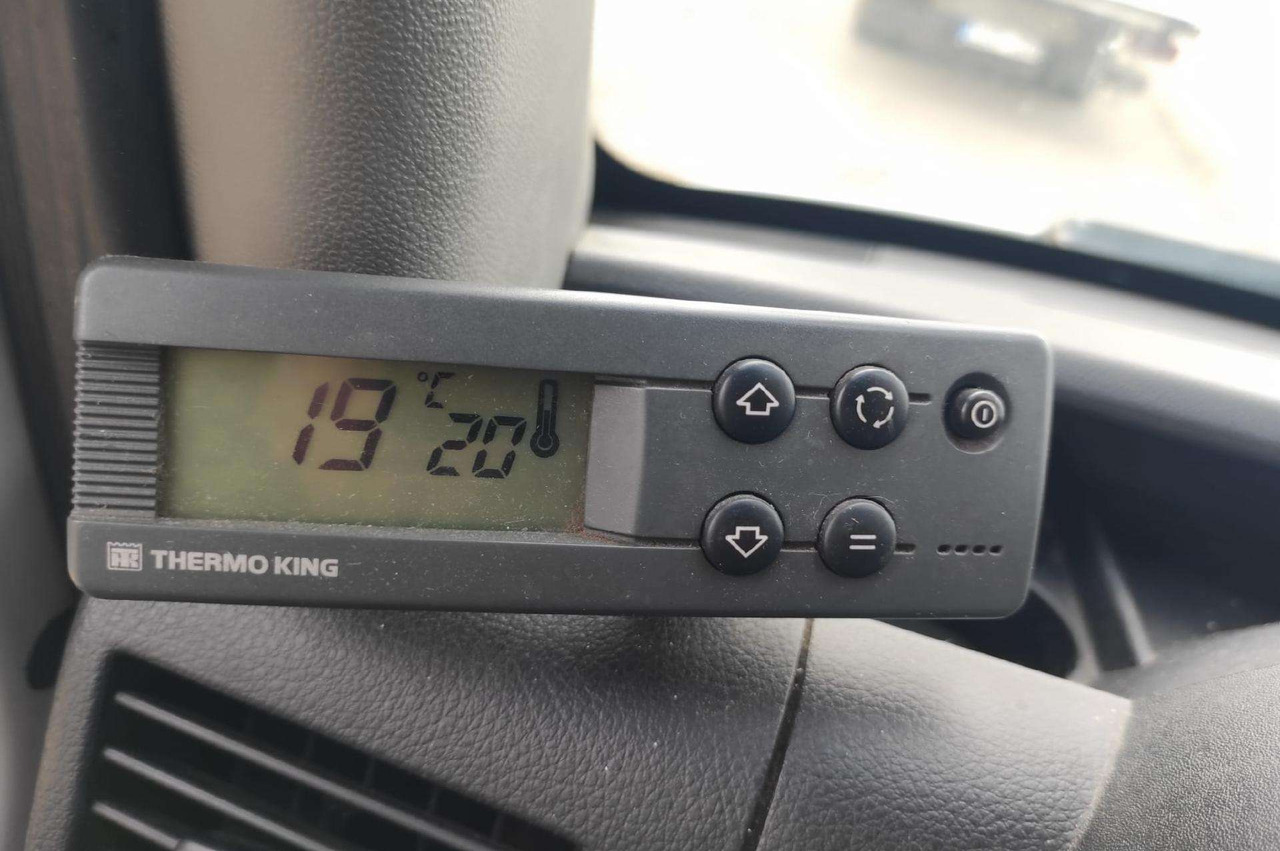 19 °C 20
THERMO KING